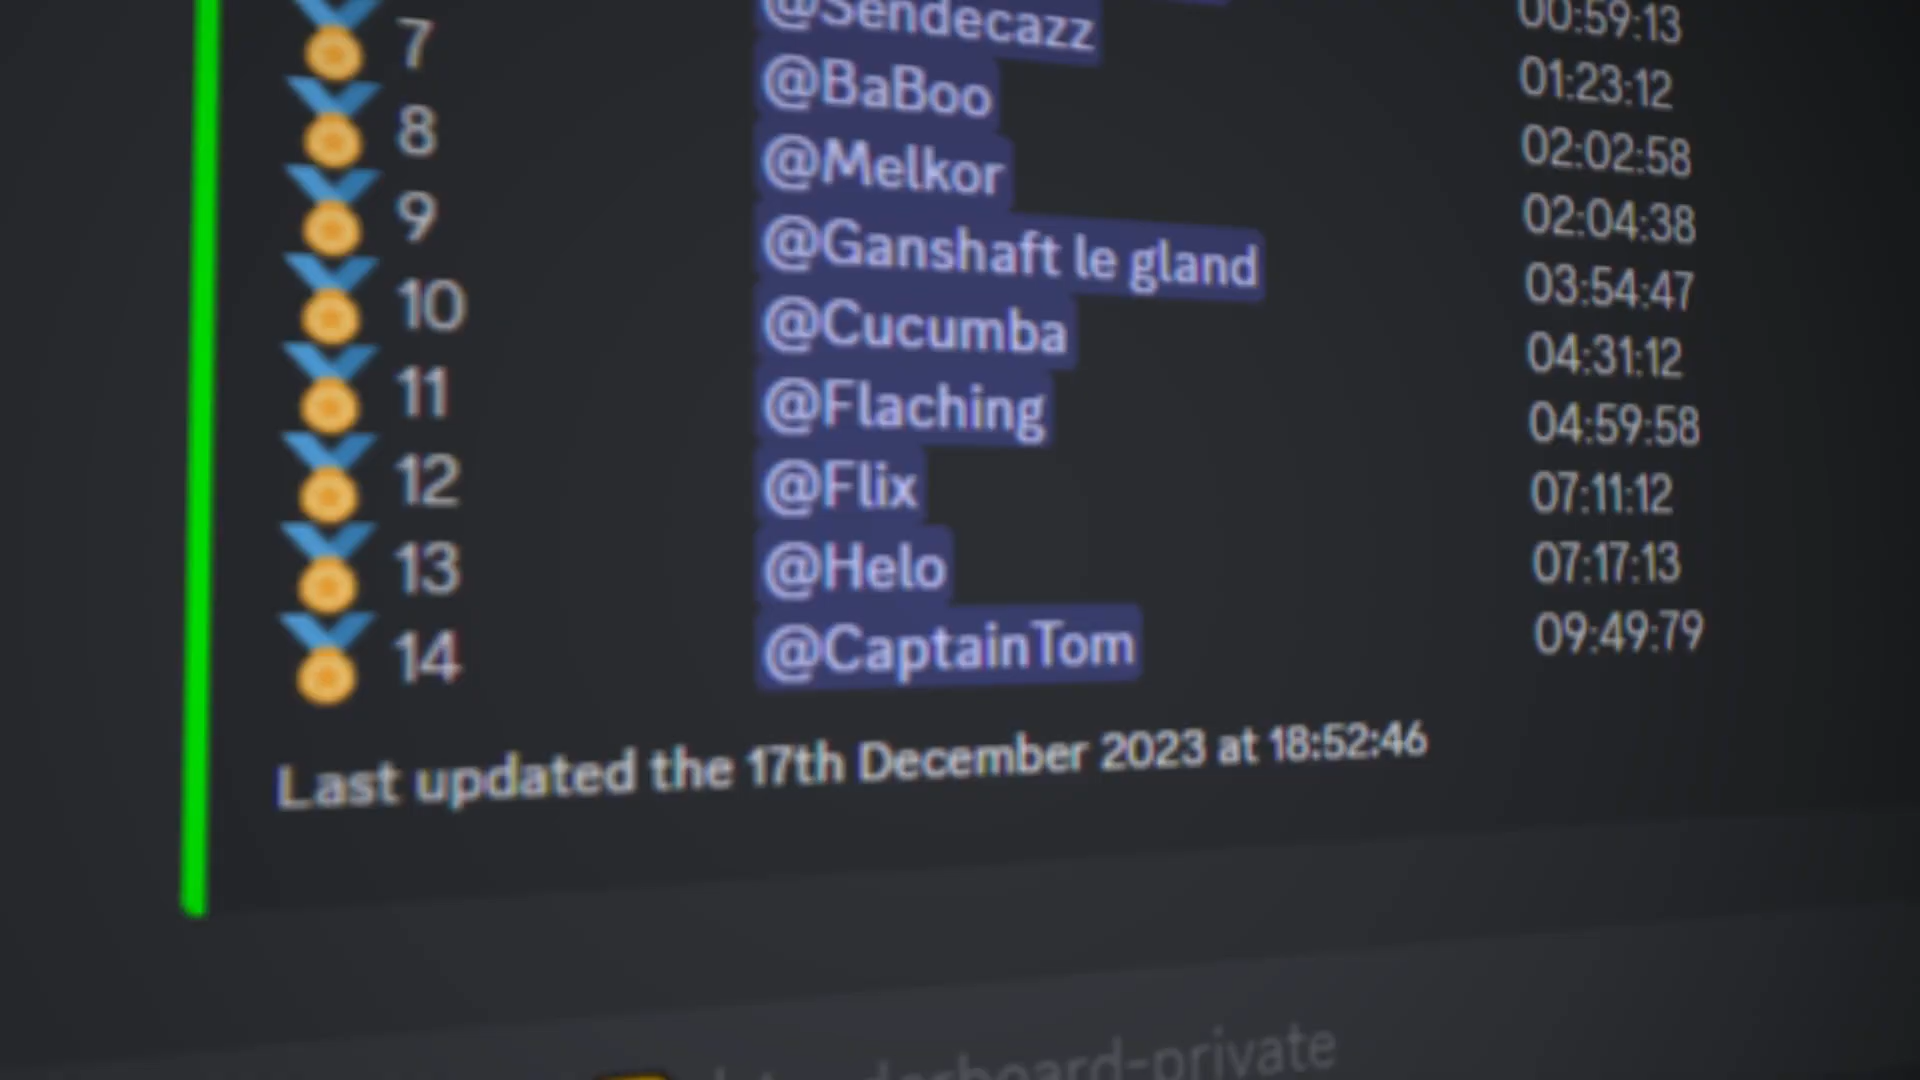 7
8
9
10
11
12
13
14
@Sendecazz
@BaBoo
@Melkor
@Ganshaft le gland
@Cucumba
@Flaching
@Flix
@Helo
@CaptainTom
00:59:13
01:23:12
02:02:58
02:04:38
03:54:47
04:31:12
04:59:58
07:11:12
07:17:13
09:49:79
Last updated the 17th December 2023 at 18:52:46